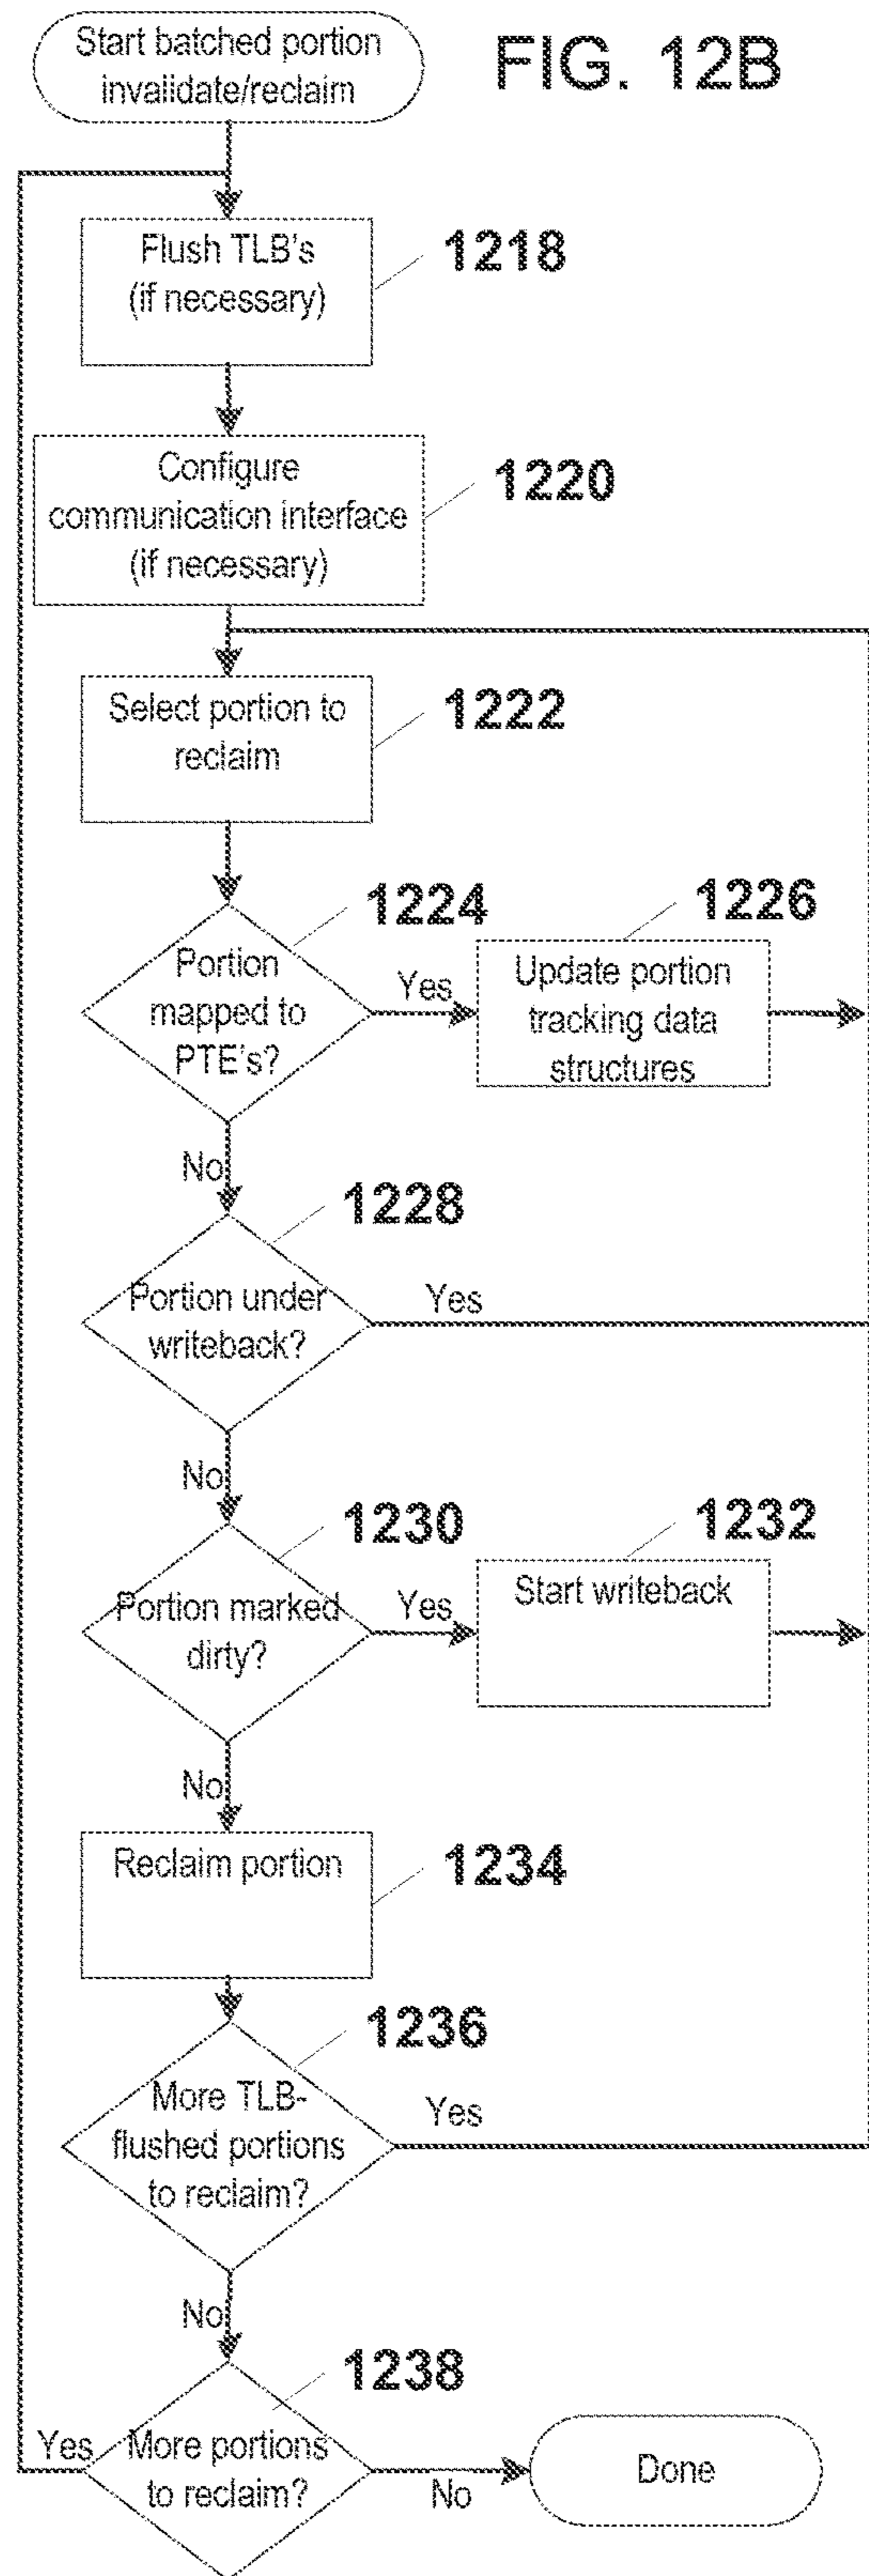 Start batched portion
invalidate/reclaim
FIG. 12B
Flush TLB's
(if necessary)
1218
Configure
communication interface
(if necessary)
1220
Select portion to
reclaim
1222
1224
Portion
mapped to
PTE's?
Yes
1226
Update portion
tracking data
structures
No
1228
Portion under
writeback?
Yes
No
1230
Portion marked
dirty?
Yes
1232
Start writeback
No
Reclaim portion
1234
1236
More TLB-
flushed portions
to reclaim?
Yes
No
1238
Yes
More portions
to reclaim?
No
Done